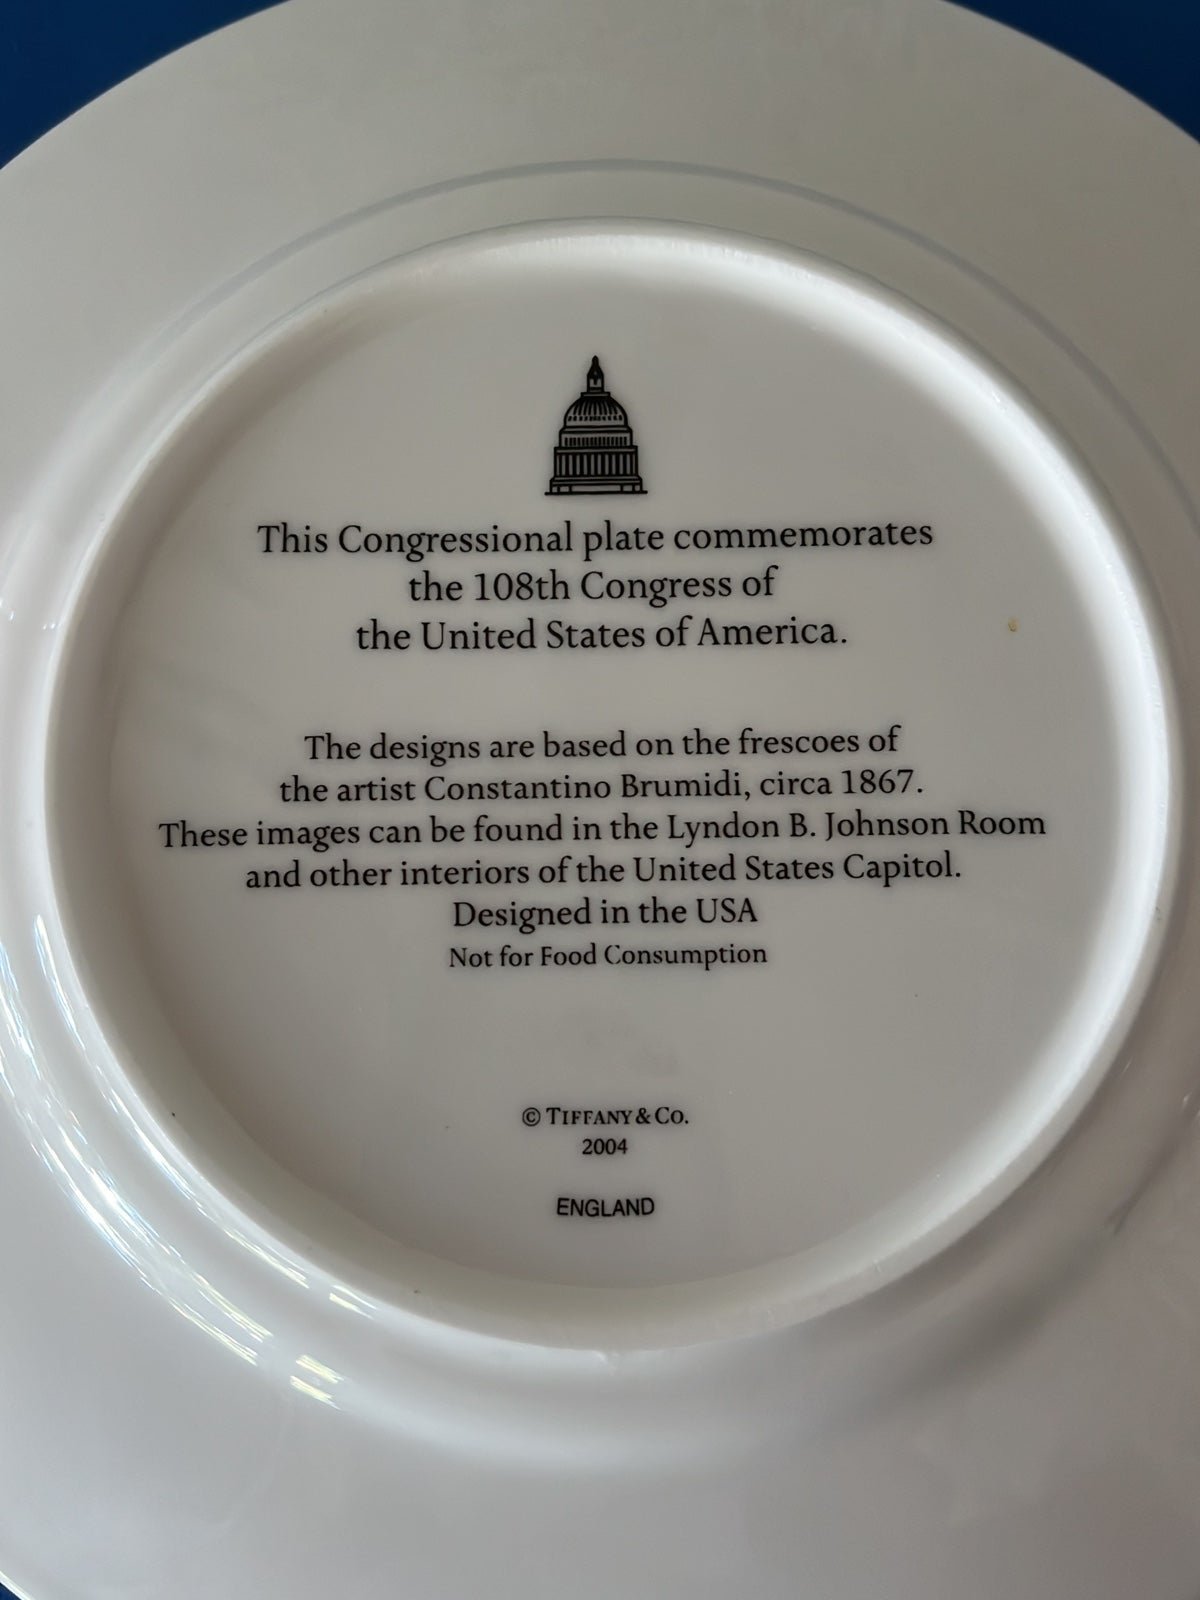 This Congressional plate commemorates
the 108th Congress of
the United States of America.
The designs are based on the frescoes of
the artist Constantino Brumidi, circa 1867.
These images can be found in the Lyndon B. Johnson Room
and other interiors of the United States Capitol.
Designed in the USA
Not for Food Consumption
© TIFFANY & CO.
2004
ENGLAND